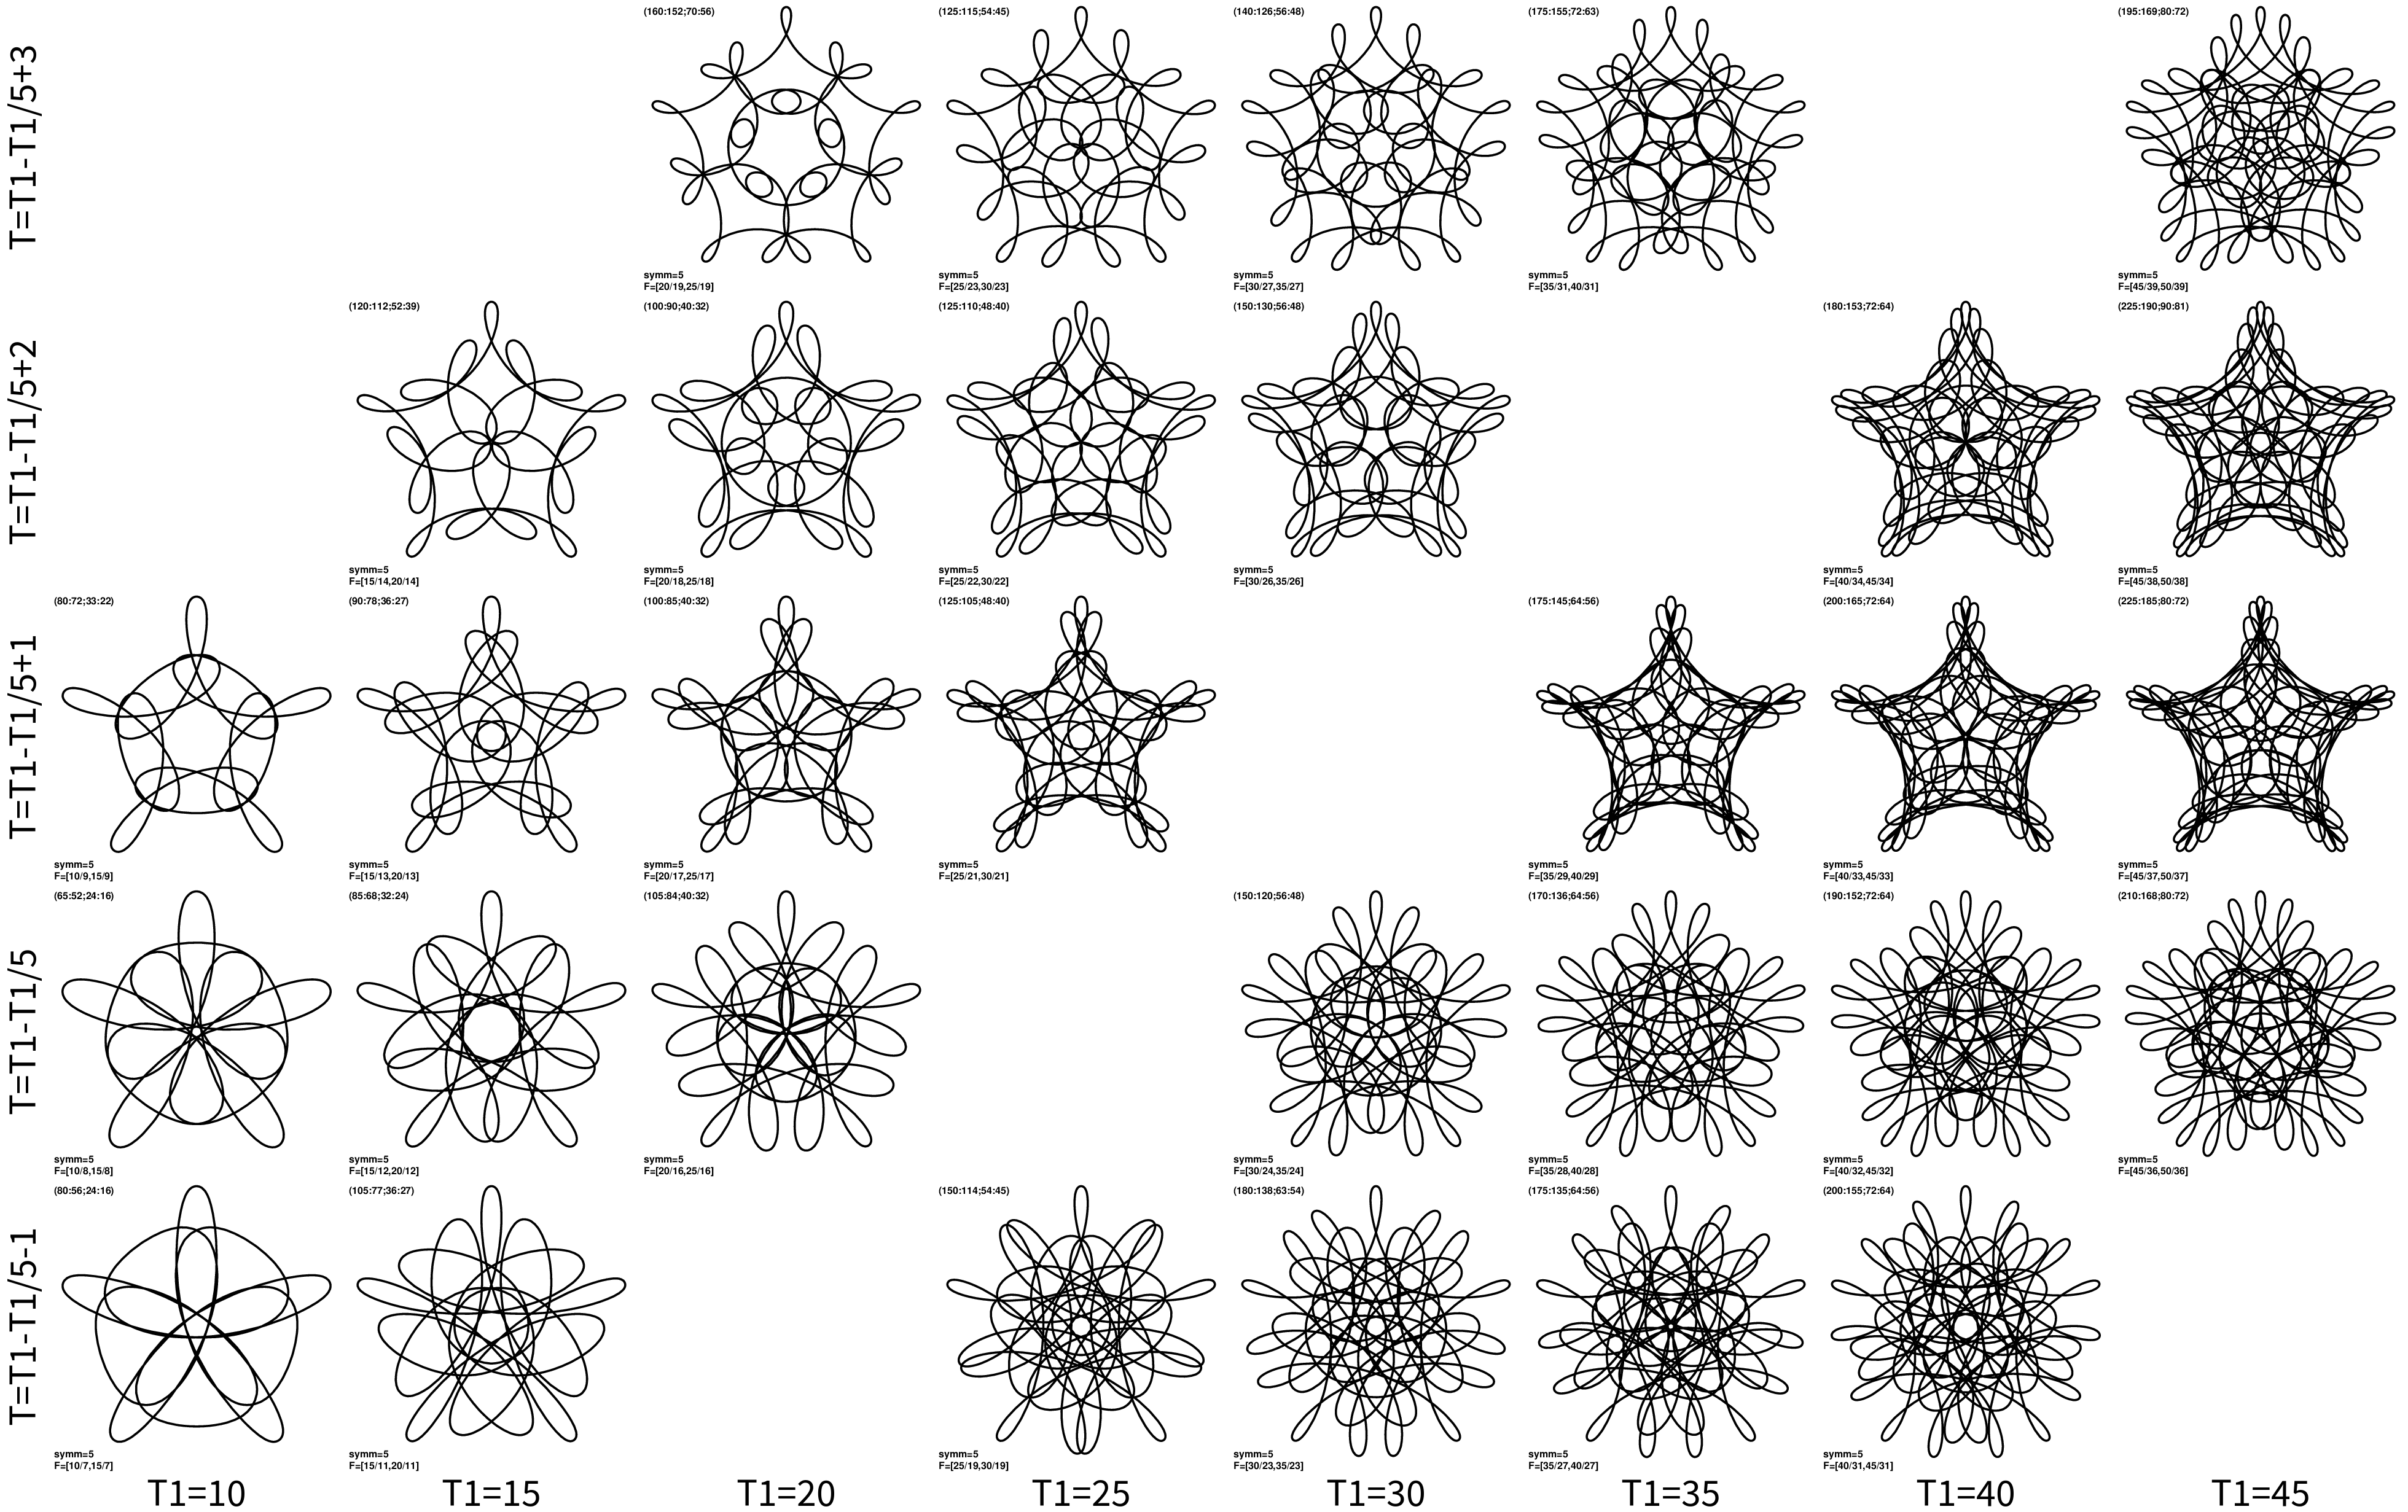 T=T1-T1/5+3
(160:152;70:56)
symm=5
F=[20/19,25/19]
(125:115;54:45)
symm=5
F=[25/23,30/23]
(140:126;56:48)
symm=5
F=[30/27,35/27]
(175:155;72:63)
symm=5
F=[35/31,40/31]
(195:169;80:72)
symm=5
F=[45/39,50/39]
T=T1-T1/5+2
(120:112;52:39)
symm=5
F=[15/14,20/14]
(100:90;40:32)
symm=5
F=[20/18,25/18]
(125:110;48:40)
symm=5
F=[25/22,30/22]
(150:130;56:48)
symm=5
F=[30/26,35/26]
(180:153;72:64)
symm=5
F=[40/34,45/34]
(225:190;90:81)
symm=5
F=[45/38,50/38]
T=T1-T1/5+1
(80:72;33:22)
symm=5
F=[10/9,15/9]
(90:78;36:27)
symm=5
F=[15/13,20/13]
(100:85;40:32)
symm=5
F=[20/17,25/17]
(125:105;48:40)
symm=5
F=[25/21,30/21]
(175:145;64:56)
symm=5
F=[35/29,40/29]
(200:165;72:64)
symm=5
F=[40/33,45/33]
(225:185;80:72)
symm=5
F=[45/37,50/37]
T=T1-T1/5
(65:52;24:16)
symm=5
F=[10/8,15/8]
(85:68;32:24)
symm=5
F=[15/12,20/12]
(105:84;40:32)
symm=5
F=[20/16,25/16]
(150:120;56:48)
symm=5
F=[30/24,35/24]
(170:136;64:56)
symm=5
F=[35/28,40/28]
(190:152;72:64)
symm=5
F=[40/32,45/32]
(210:168;80:72)
symm=5
F=[45/36,50/36]
T=T1-T1/5-1
(80:56;24:16)
symm=5
F=[10/7,15/7]
(105:77;36:27)
symm=5
F=[15/11,20/11]
(150:114;54:45)
symm=5
F=[25/19,30/19]
(180:138;63:54)
symm=5
F=[30/23,35/23]
(175:135;64:56)
symm=5
F=[35/27,40/27]
(200:155;72:64)
symm=5
F=[40/31,45/31]
T1=10
T1=15
T1=20
T1=25
T1=30
T1=35
T1=40
T1=45